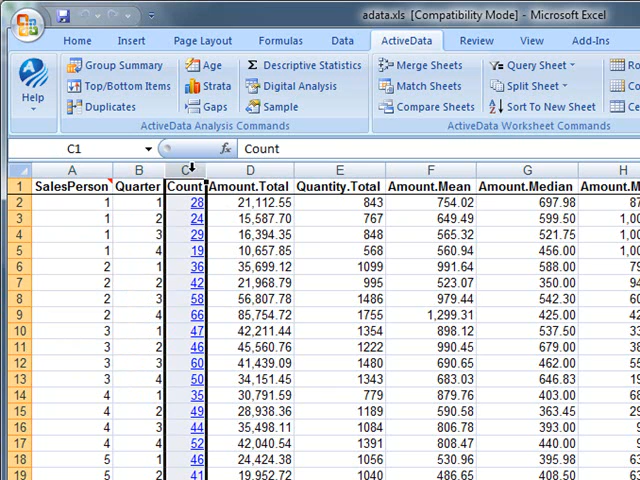 adata.xls [Compatibility Mode] - Microsoft Excel
Home Insert Page Layout Formulas Data ActiveData Review View Add-Ins
Help
Group Summary Age Σ Descriptive Statistics Merge Sheets Query Sheet
Top/Bottom Items Strata Digital Analysis Match Sheets Split Sheet
Duplicates Gaps Sample Compare Sheets Sort To New Sheet
ActiveData Analysis Commands ActiveData Worksheet Commands
C1 fx Count
A B C D E F G H
1 SalesPerson Quarter Count Amount.Total Quantity.Total Amount.Mean Amount.Median Amount.M
2 1 1 28 21,112.55 843 754.02 697.98
3 1 2 24 15,587.70 767 649.49 599.50
4 1 3 29 16,394.35 848 565.32 521.75
5 1 4 19 10,657.85 568 560.94 456.00
6 2 1 36 35,699.12 1099 991.64 588.00
7 2 2 42 21,968.79 995 523.07 350.00
8 2 3 58 56,807.78 1486 979.44 542.30
9 2 4 66 85,754.72 1755 1,299.31 425.00
10 3 1 47 42,211.44 1354 898.12 537.50
11 3 2 46 45,560.76 1222 990.45 679.00
12 3 3 60 41,439.09 1480 690.65 462.00
13 3 4 50 34,151.45 1343 683.03 646.83
14 4 1 35 30,791.59 779 879.76 403.00
15 4 2 49 28,938.36 1189 590.58 363.45
16 4 3 44 35,498.11 1084 806.78 393.00
17 4 4 52 42,040.54 1391 808.47 440.00
18 5 1 46 24,424.38 1056 530.96 395.98
19 5 2 41 19,952.72 1040 486.65 408.50